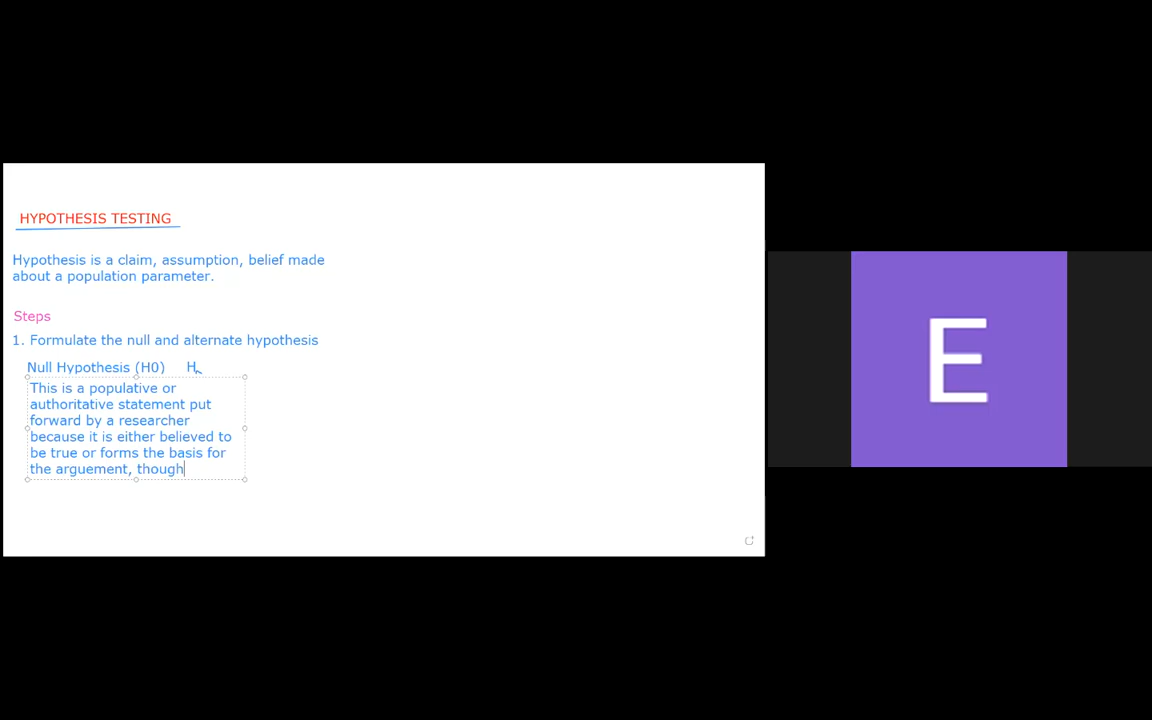 HYPOTHESIS TESTING
Hypothesis is a claim, assumption, belief made
about a population parameter.
Steps
1. Formulate the null and alternate hypothesis
Null Hypothesis (H0) H
This is a populative or
authoritative statement put
forward by a researcher
because it is either believed to
be true or forms the basis for
the arguement, though
E